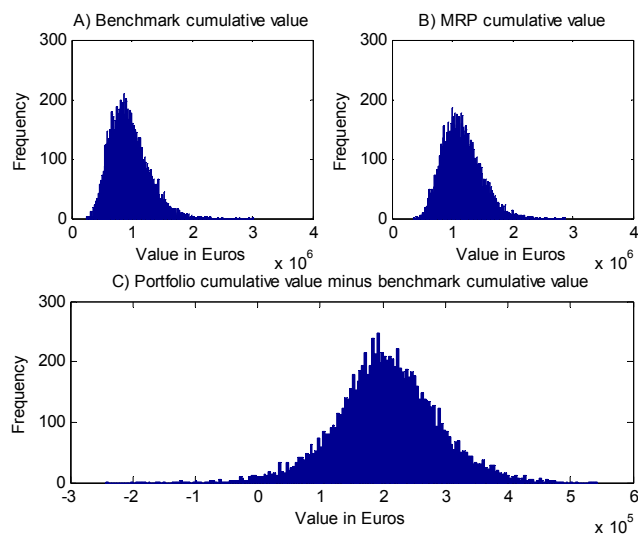 A) Benchmark cumulative value
300
200
100
0
Frequency
0 1 2 3 4
Value in Euros
x 10^6
B) MRP cumulative value
300
200
100
0
Frequency
0 1 2 3 4
Value in Euros
x 10^6
C) Portfolio cumulative value minus benchmark cumulative value
300
200
100
0
Frequency
-3 -2 -1 0 1 2 3 4 5 6
Value in Euros
x 10^5